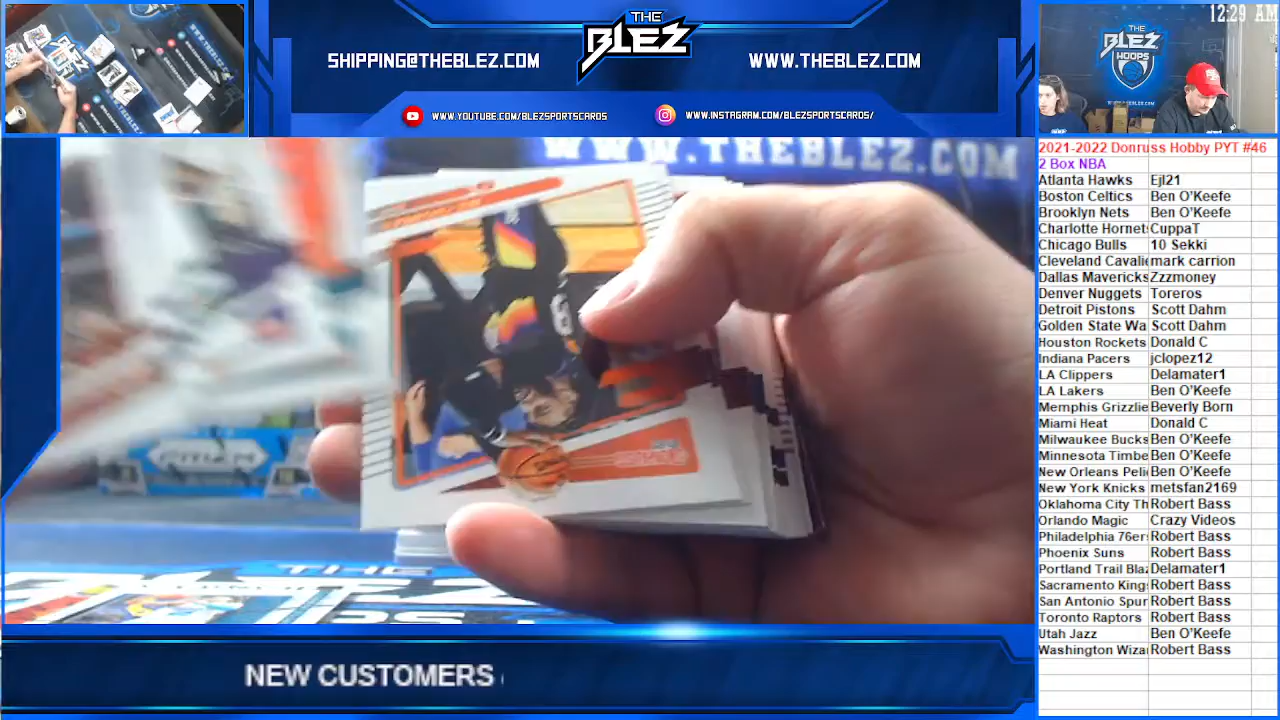 12:29 AM
THE
BLEZ
SHIPPING@THEBLEZ.COM
WWW.THEBLEZ.COM
WWW.YOUTUBE.COM/BLEZSPORTSCARDS
WWW.INSTAGRAM.COM/BLEZSPORTSCARDS/
THE
BLEZ
HOOPS
WWW.THEBLEZ.COM
2021-2022 Donruss Hobby PYT #46
2 Box NBA
Atlanta Hawks Ejl21
Boston Celtics Ben O'Keefe
Brooklyn Nets Ben O'Keefe
Charlotte Hornet CuppaT
Chicago Bulls 10 Sekki
Cleveland Cavali mark carrion
Dallas Mavericks Zzzmoney
Denver Nuggets Toreros
Detroit Pistons Scott Dahm
Golden State Wa Scott Dahm
Houston Rockets Donald C
Indiana Pacers jclopez12
LA Clippers Delamater1
LA Lakers Ben O'Keefe
Memphis Grizzlie Beverly Born
Miami Heat Donald C
Milwaukee Bucks Ben O'Keefe
Minnesota Timbe Ben O'Keefe
New Orleans Peli Ben O'Keefe
New York Knicks metsfan2169
Oklahoma City Th Robert Bass
Orlando Magic Crazy Videos
Philadelphia 76er Robert Bass
Phoenix Suns Robert Bass
Portland Trail Blaz Delamater1
Sacramento King Robert Bass
San Antonio Spur Robert Bass
Toronto Raptors Robert Bass
Utah Jazz Ben O'Keefe
Washington Wiza Robert Bass
PRIZM
THE
NEW CUSTOMERS